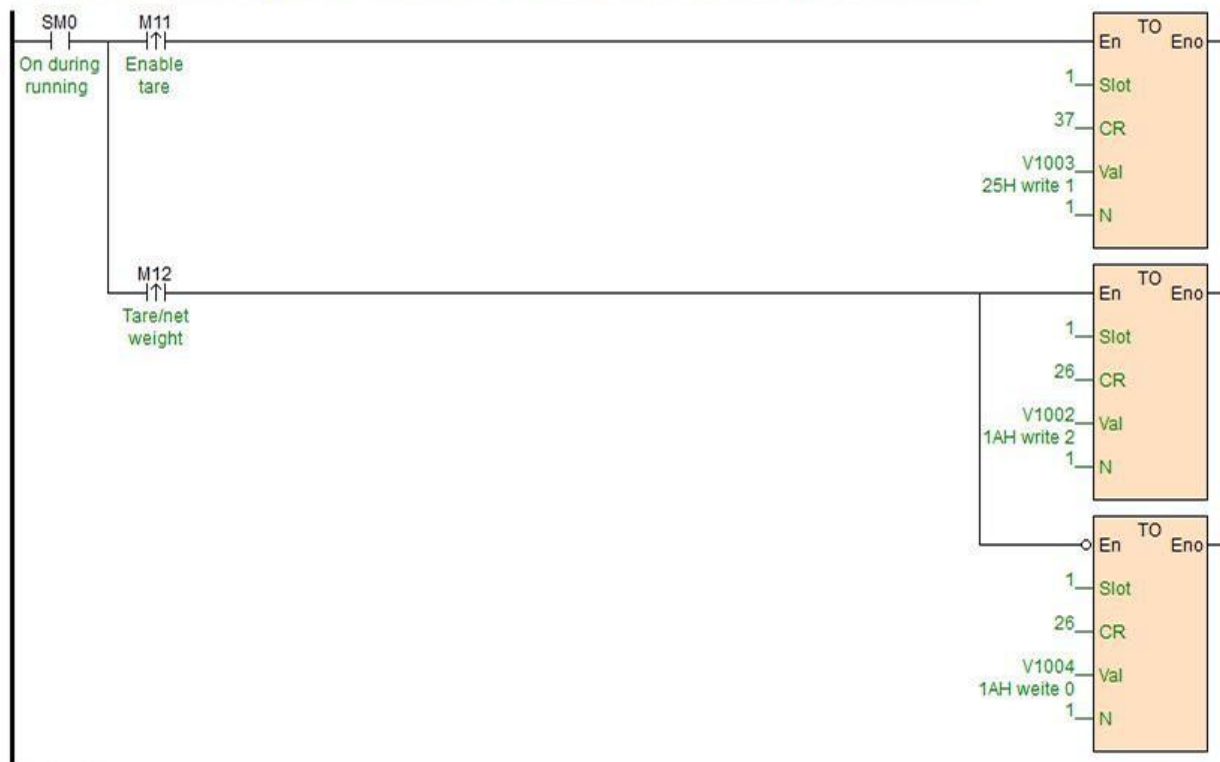 SM0
On during
running
M11
Enable
tare
TO
En Eno
1 Slot
37 CR
V1003 Val
25H write 1
1 N
M12
Tare/net
weight
TO
En Eno
1 Slot
26 CR
V1002 Val
1AH write 2
1 N
TO
En Eno
1 Slot
26 CR
V1004 Val
1AH weite 0
1 N